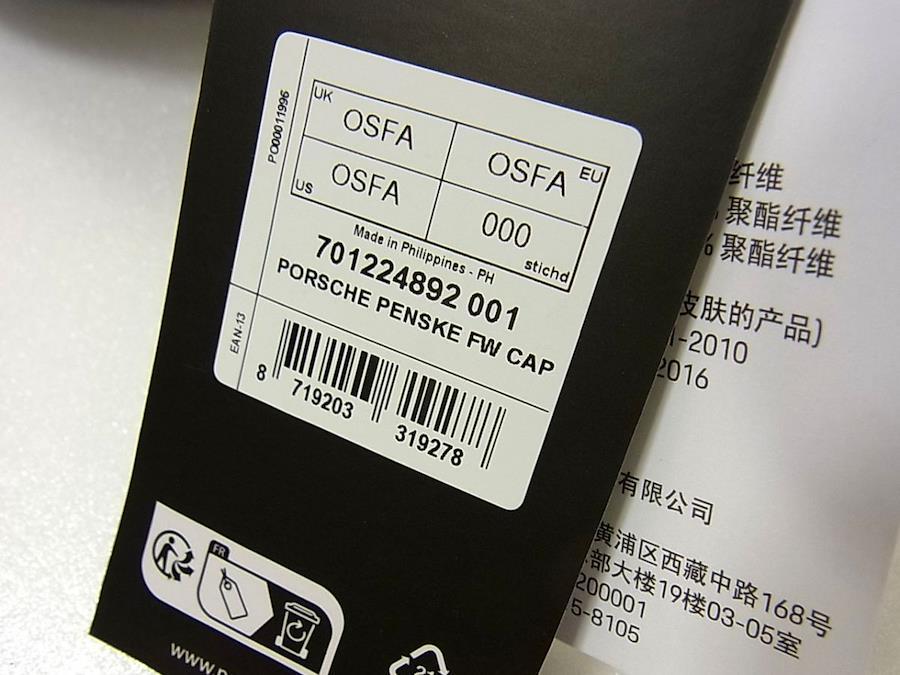 PO00011996
UK OSFA
OSFA EU
US OSFA
000
stichd
Made in Philippines - PH
701224892 001
PORSCHE PENSKE FW CAP
EAN-13
8 719203 319278
FR
www.p
21
纤维
% 聚酯纤维
% 聚酯纤维
皮肤的产品)
-2010
2016
有限公司
黄浦区西藏中路168号
部大楼19楼03-05室
200001
5-8105